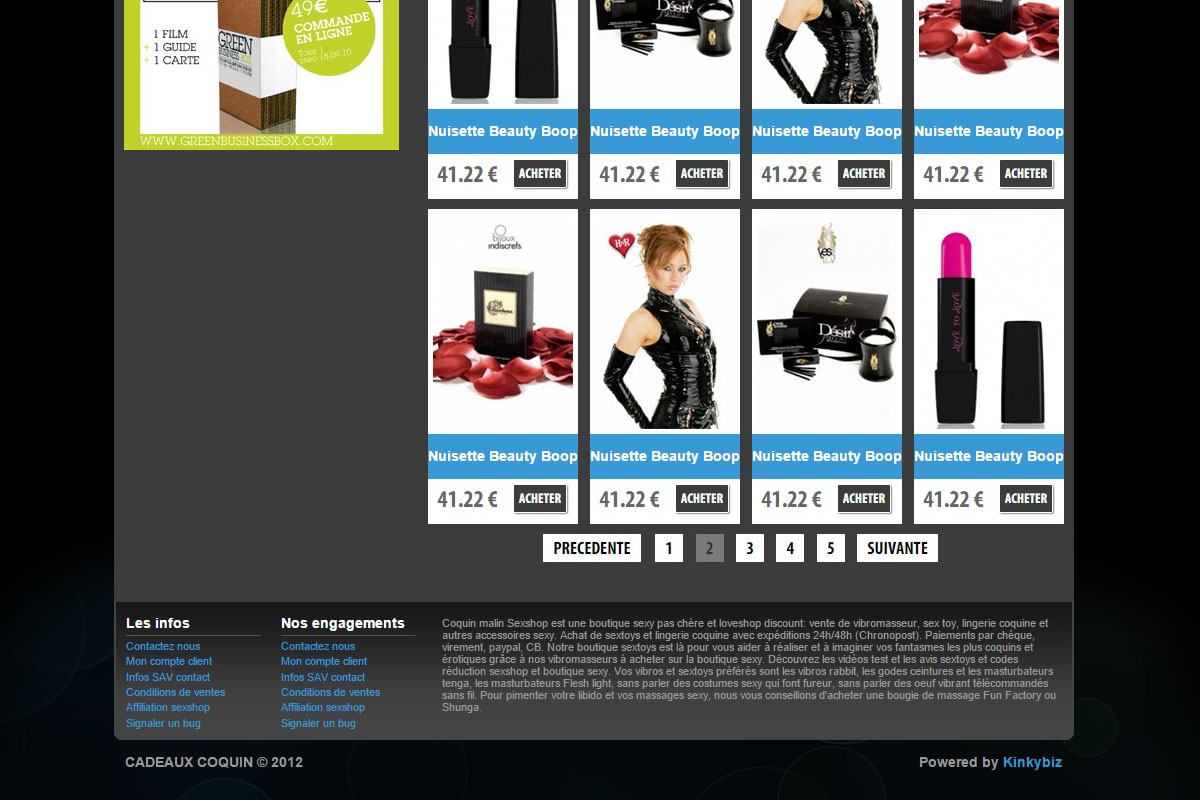 49€
COMMANDE
EN LIGNE
TOME 1
DISPO 15.09.10
1 FILM
+ 1 GUIDE
+ 1 CARTE
GREEN
BUSINESS BOX
WWW.GREENBUSINESSBOX.COM
LOVE
Désir
Nuisette Beauty Boop
Nuisette Beauty Boop
Nuisette Beauty Boop
Nuisette Beauty Boop
41.22 € ACHETER
41.22 € ACHETER
41.22 € ACHETER
41.22 € ACHETER
bijoux
indiscrets
H&R
yes
Désir
LOVE TO LOVE
Nuisette Beauty Boop
Nuisette Beauty Boop
Nuisette Beauty Boop
Nuisette Beauty Boop
41.22 € ACHETER
41.22 € ACHETER
41.22 € ACHETER
41.22 € ACHETER
PRECEDENTE 1 2 3 4 5 SUIVANTE
Les infos
Contactez nous
Mon compte client
Infos SAV contact
Conditions de ventes
Affiliation sexshop
Signaler un bug
Nos engagements
Contactez nous
Mon compte client
Infos SAV contact
Conditions de ventes
Affiliation sexshop
Signaler un bug
Coquin malin Sexshop est une boutique sexy pas chère et loveshop discount: vente de vibromasseur, sex toy, lingerie coquine et
autres accessoires sexy. Achat de sextoys et lingerie coquine avec expéditions 24h/48h (Chronopost). Paiements par chèque,
virement, paypal, CB. Notre boutique sextoys est là pour vous aider à réaliser et à imaginer vos fantasmes les plus coquins et
érotiques grâce à nos vibromasseurs à acheter sur la boutique sexy. Découvrez les vidéos test et les avis sextoys et codes
réduction sexshop et boutique sexy. Vos vibros et sextoys préférés sont les vibros rabbit, les godes ceintures et les masturbateurs
tenga, les masturbateurs Flesh light, sans parler des costumes sexy qui font fureur, sans parler des oeuf vibrant télécommandés
sans fil. Pour pimenter votre libido et vos massages sexy, nous vous conseillons d'acheter une bougie de massage Fun Factory ou
Shunga.
CADEAUX COQUIN © 2012
Powered by Kinkybiz